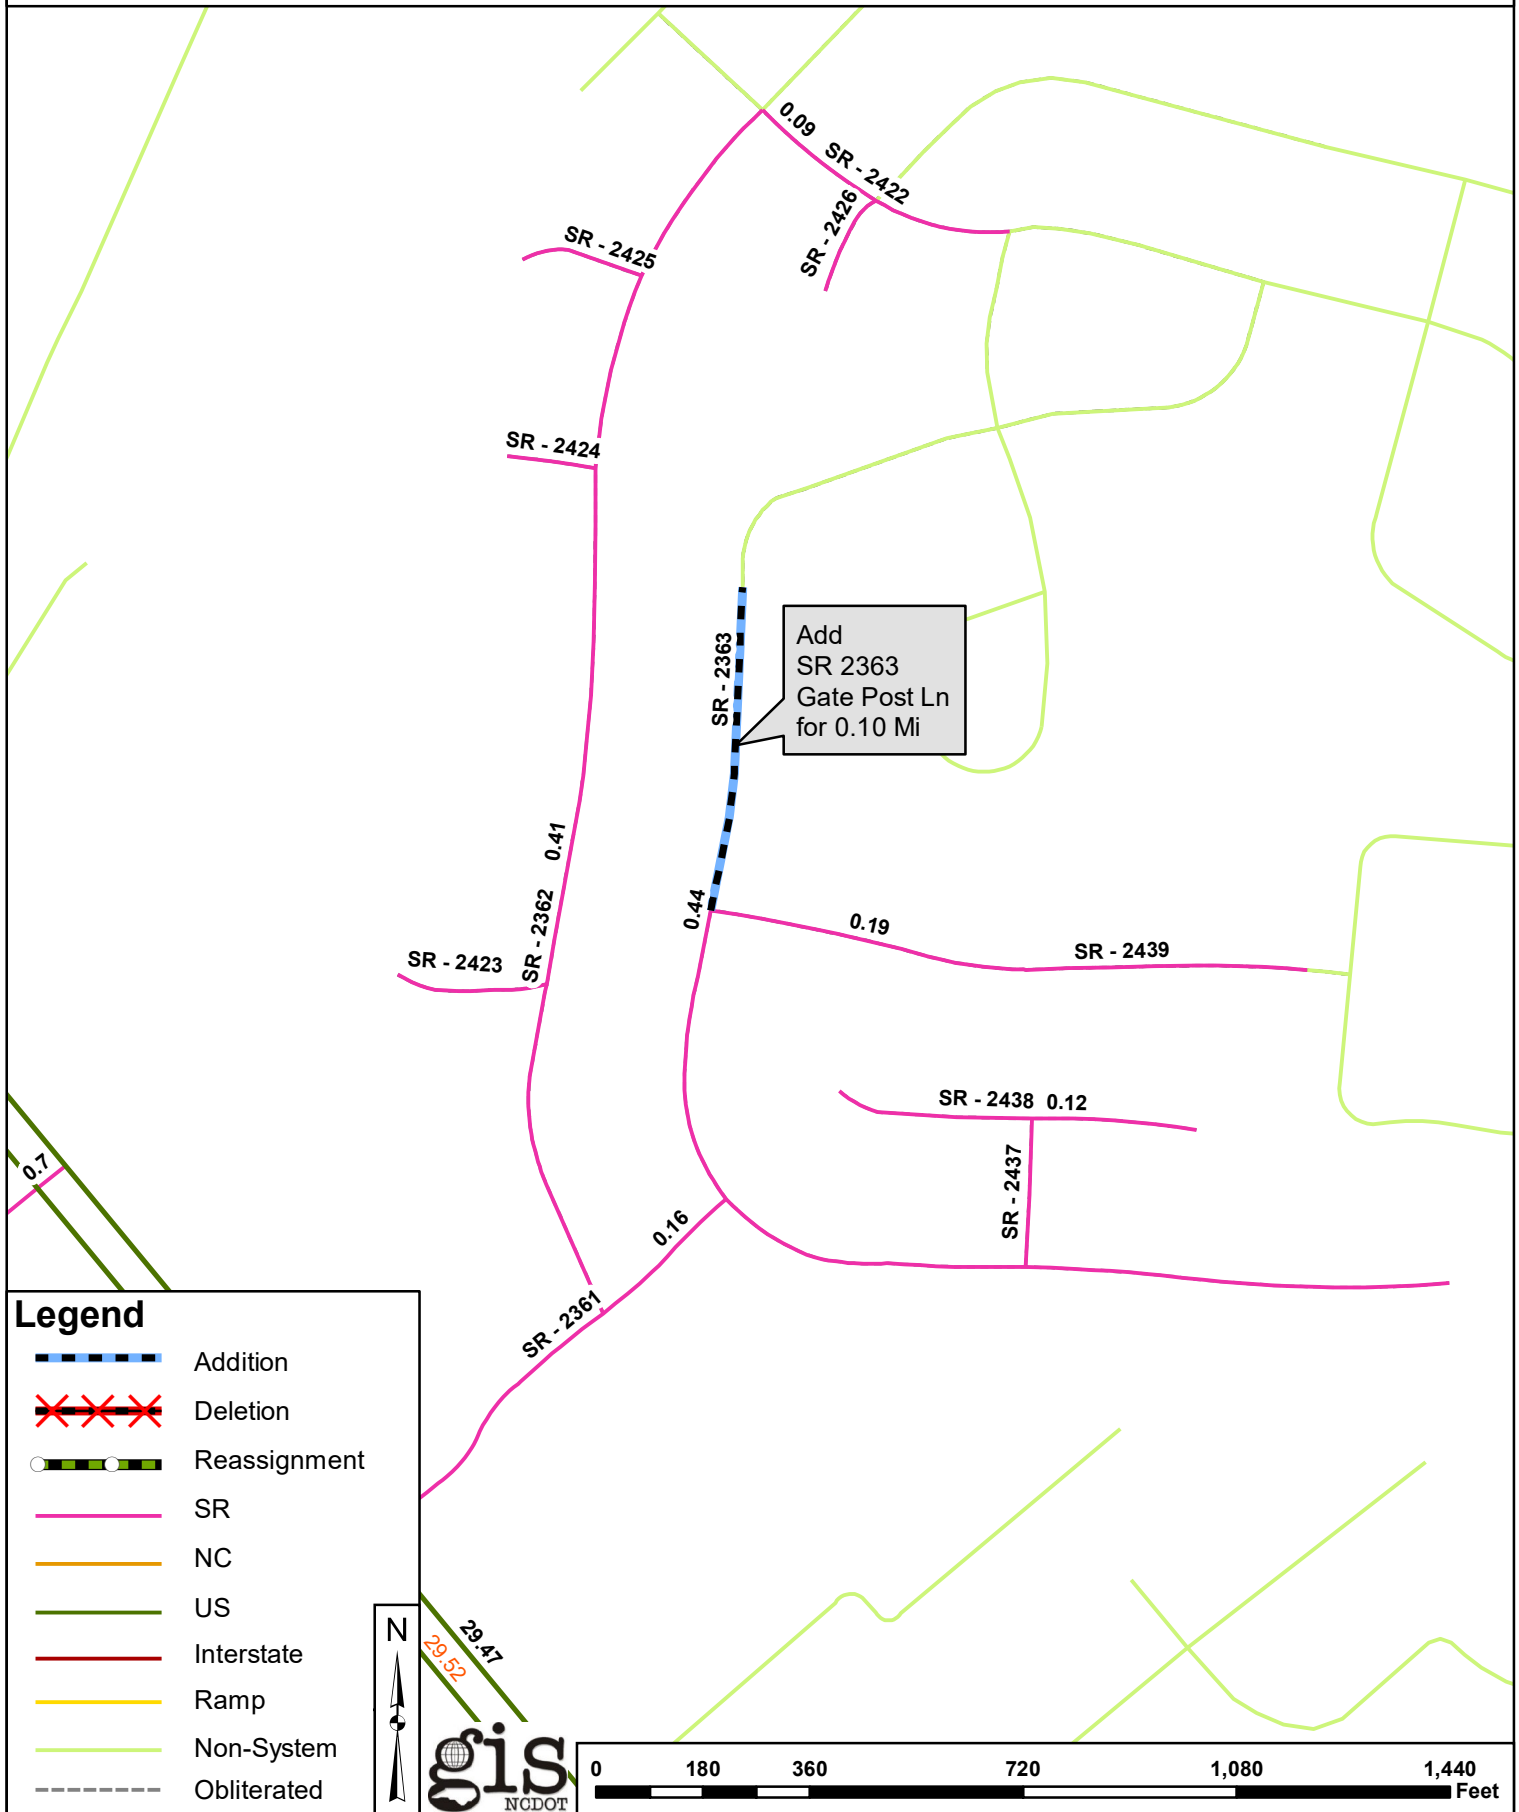 0.09
SR - 2422
SR - 2426
SR - 2425
SR - 2424
SR - 2363
Add
SR 2363
Gate Post Ln
for 0.10 Mi
0.41
SR - 2362
0.44
0.19
SR - 2439
SR - 2423
SR - 2438 0.12
SR - 2437
0.7
0.16
SR - 2361
Legend
Addition
Deletion
Reassignment
SR
NC
US
Interstate
Ramp
Non-System
Obliterated
N
29.47
29.52
gis
NCDOT
0 180 360 720 1,080 1,440
Feet